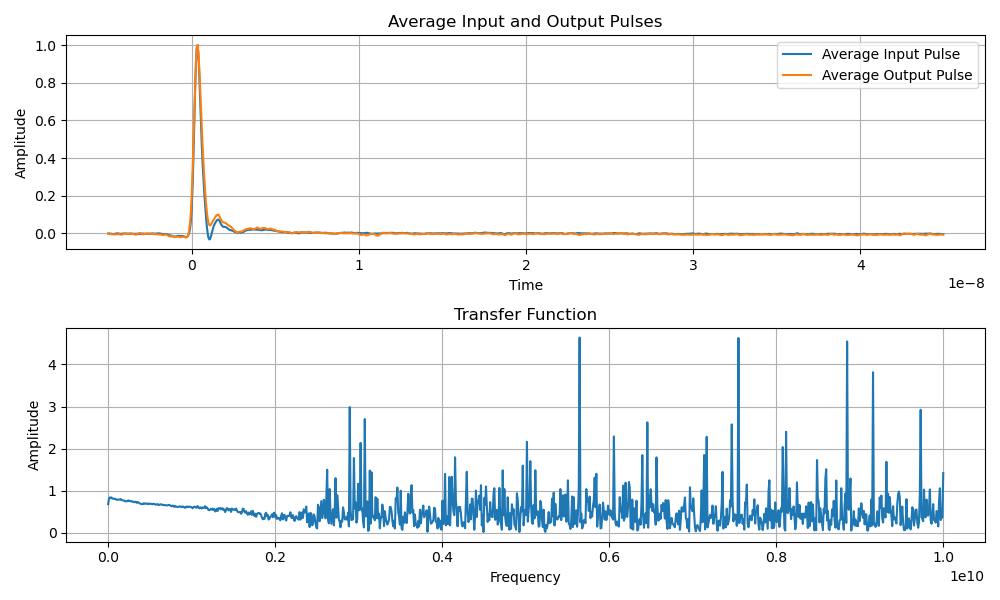 Average Input and Output Pulses
Amplitude
1.0
0.8
0.6
0.4
0.2
0.0
Average Input Pulse
Average Output Pulse
0
1
2
3
4
1e−8
Time
Transfer Function
Amplitude
4
3
2
1
0
0.0
0.2
0.4
0.6
0.8
1.0
1e10
Frequency